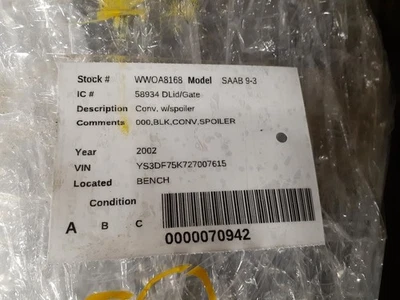 Stock # WWOA8168 Model SAAB 9-3
IC # 58934 DLid/Gate
Description Conv. w/spoiler
Comments 000,BLK,CONV,SPOILER
Year 2002
VIN YS3DF75K727007615
Located BENCH
Condition
A B C
0000070942